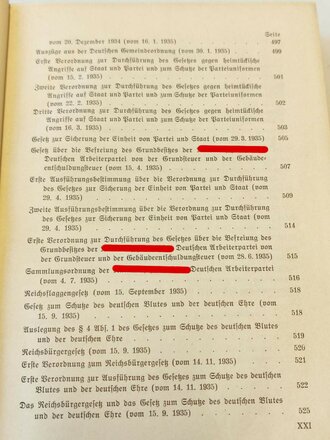 Seite
vom 20. Dezember 1934 (vom 16. 1. 1935) . . . . . 497
Auszüge aus der Deutschen Gemeindeordnung (vom 30. 1. 1935) . 499
Erste Verordnung zur Durchführung des Gesetzes gegen heimtückische
Angriffe auf Staat und Partei und zum Schutze der Parteiuniformen
(vom 15. 2. 1935) . . . . . 501
Zweite Verordnung zur Durchführung des Gesetzes gegen heimtückische
Angriffe auf Staat und Partei und zum Schutze der Parteiuniformen
(vom 22. 2. 1935) . . . . . 502
Dritte Verordnung zur Durchführung des Gesetzes gegen heimtückische
Angriffe auf Staat und Partei und zum Schutze der Parteiuniformen
(vom 16. 3. 1935) . . . . . 503
Gesetz zur Sicherung der Einheit von Partei und Staat (vom 29. 3. 1935) 505
Gesetz über die Befreiung des Grundbesitzes der
Deutschen Arbeiterpartei von der Grundsteuer und der Gebäude-
entschuldungsteuer (vom 15. 4. 1935) . . . . . 507
Erste Ausführungsbestimmung über die Verordnung zur Durchführung
des Gesetzes zur Sicherung der Einheit von Partei und Staat (vom
29. 4. 1935) . . . . . 509
Zweite Ausführungsbestimmung über die Verordnung zur Durchführung
des Gesetzes zur Sicherung der Einheit von Partei und Staat (vom
29. 4. 1935) . . . . . 514
Erste Verordnung zur Durchführung des Gesetzes über die Befreiung des
Grundbesitzes der Deutschen Arbeiterpartei von
der Grundsteuer und der Gebäudeentschuldungsteuer (vom 28. 6. 1935) 515
Sammlungsordnung der Deutschen Arbeiterpartei
(vom 4. 7. 1935) . . . . . 516
Reichsflaggengesetz (vom 15. September 1935) . . . . . 518
Gesetz zum Schutze des deutschen Blutes und der deutschen Ehre (vom
15. 9. 1935) . . . . . 518
Auslegung des § 4 Abs. 1 des Gesetzes zum Schutze des deutschen Blutes
und der deutschen Ehre . . . . . 519
Reichsbürgergesetz (vom 15. 9. 1935) . . . . . 520
Erste Verordnung zum Reichsbürgergesetz (vom 14. 11. 1935) . . 521
Erste Verordnung zur Ausführung des Gesetzes zum Schutze des deutschen
Blutes und der deutschen Ehre (vom 14. 11. 1935) . . . . . 522
Das Reichsbürgergesetz und das Gesetz zum Schutze des deutschen Blutes
und der deutschen Ehre (vom 15. 9. 1935) . . . . . 525
XXI